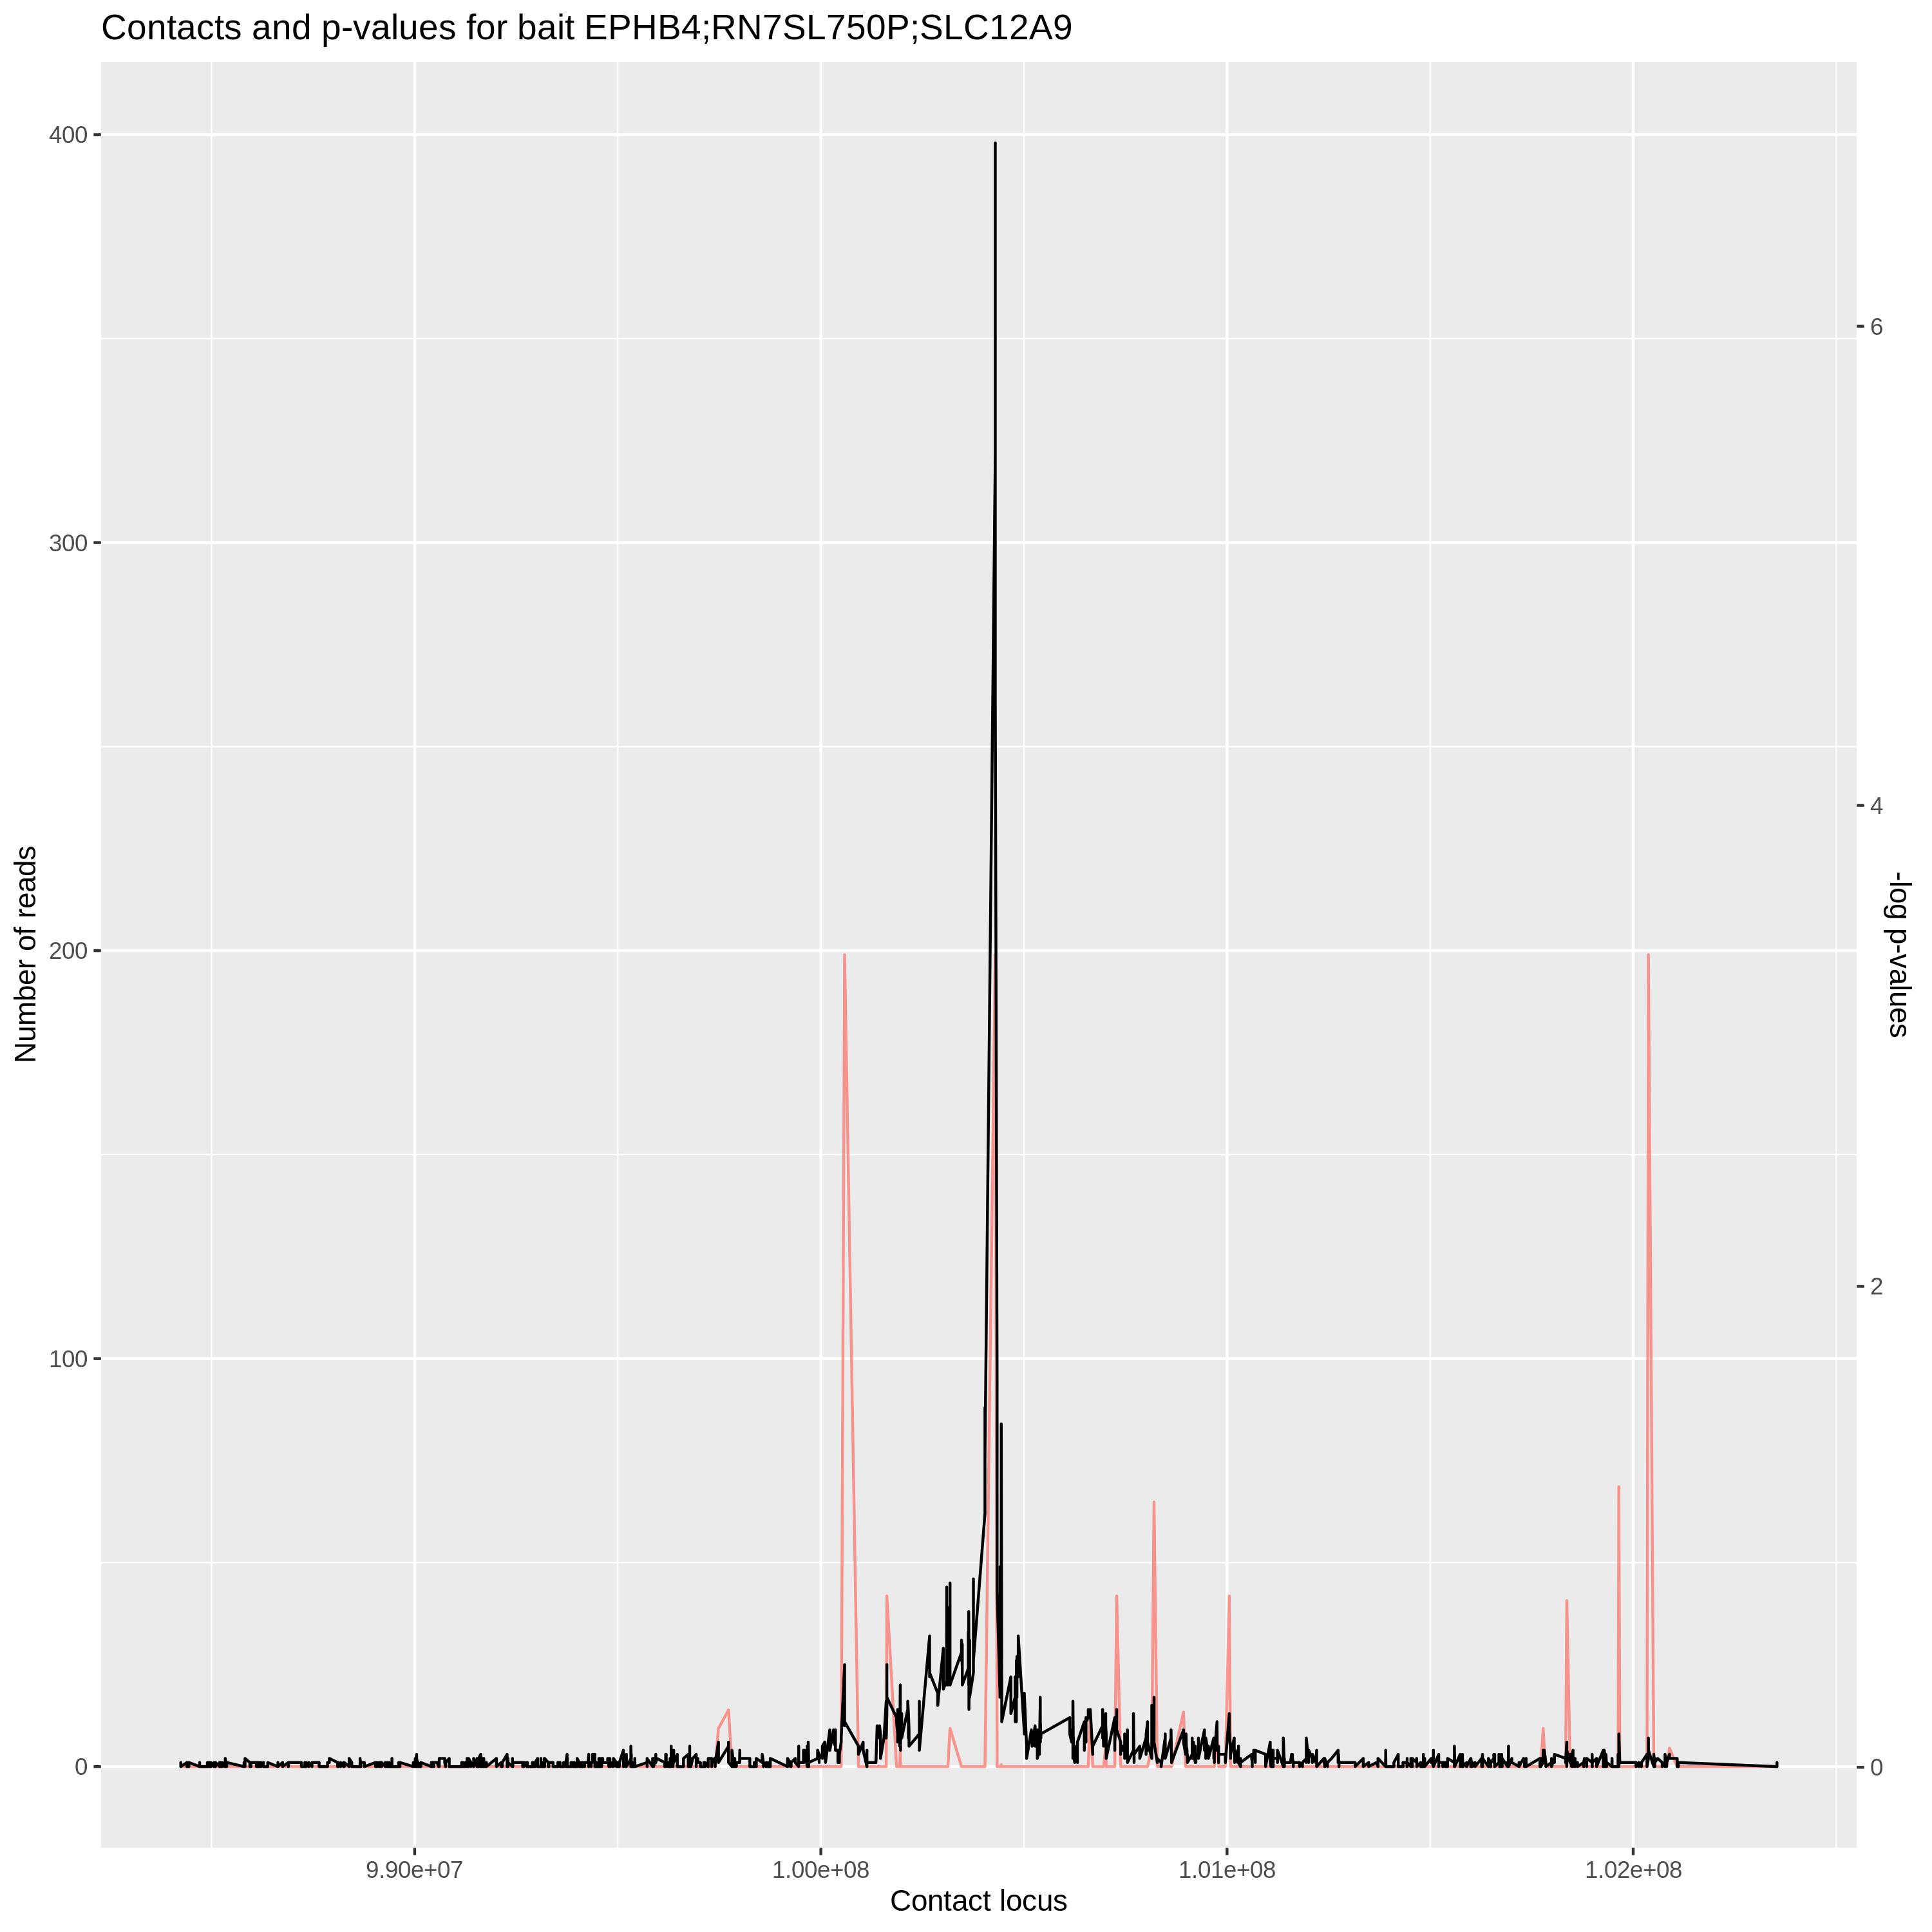 Contacts and p-values for bait EPHB4;RN7SL750P;SLC12A9
Number of reads
400
300
200
100
0
6
4
2
0
-log p-values
9.90e+07
1.00e+08
1.01e+08
1.02e+08
Contact locus